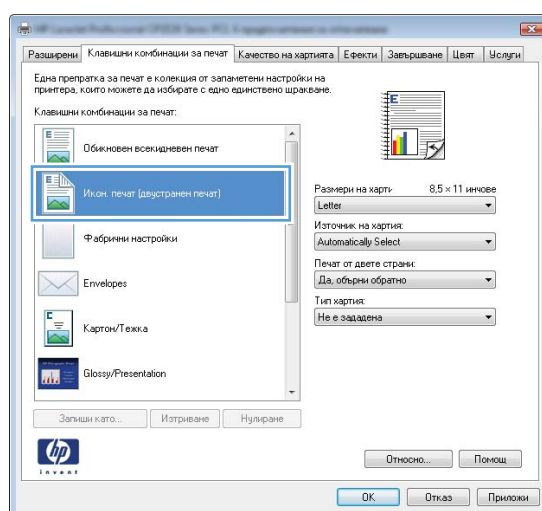 Разширени Клавишни комбинации за печат Качество на хартията Ефекти Завършване Цвят Услуги
Една препратка за печат е колекция от запаметени настройки на
принтера, които можете да избирате с едно единствено щракване.
Клавишни комбинации за печат:
Обикновен всекидневен печат
Икон. печат (двустранен печат)
Фабрични настройки
Envelopes
Картон/Тежка
Glossy/Presentation
Запиши като... Изтриване Нулиране
Размери на харти 8,5 × 11 инчове
Letter
Източник на хартия:
Automatically Select
Печат от двете страни:
Да, обърни обратно
Тип хартия:
Не е зададена
hp
invent
Относно... Помощ
OK Отказ Приложи